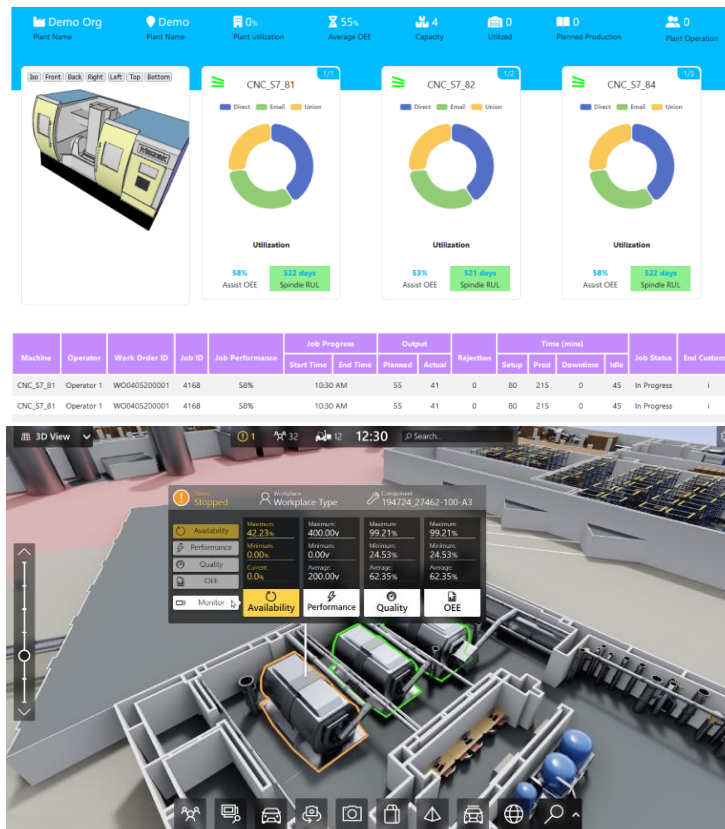 Demo Org Demo 0% 55% 4 0 0 0
Plant Name Plant Name Plant utilization Average OEE Capacity Utilized Planned Production Plant Operation
Iso Front Back Right Left Top Bottom
1/1
CNC_S7_81
Direct Email Union
Utilization
58% 522 days
Assist OEE Spindle RUL
1/2
CNC_S7_82
Direct Email Union
Utilization
53% 521 days
Assist OEE Spindle RUL
1/3
CNC_S7_84
Direct Email Union
Utilization
58% 522 days
Assist OEE Spindle RUL
Job Progress Output Time (mins)
Machine Operator Work Order ID Job ID Job Performance Start Time End Time Planned Actual Rejection Setup Pred Downtime Idle Job Status End Custom
CNC_S7_81 Operator 1 WO0405200001 4168 58% 10:30 AM 55 41 0 80 215 0 45 In Progress i
CNC_S7_81 Operator 1 WO0405200001 4168 58% 10:30 AM 55 41 0 80 215 0 45 In Progress i
3D View 1 32 12 12:30 Search...
Stopped
Workplace
Workplace Type
Component
194724_27462-100-A3
Availability
Performance
Quality
OEE
Monitor
Maximum: Maximum: Maximum: Maximum:
42.23% 400.00v 99.21% 99.21%
Minimum: Minimum: Minimum: Minimum:
0.00% 0.00v 24.53% 24.53%
Current: Average: Average: Average:
0.0% 200.00v 62.35% 62.35%
Availability Performance Quality OEE